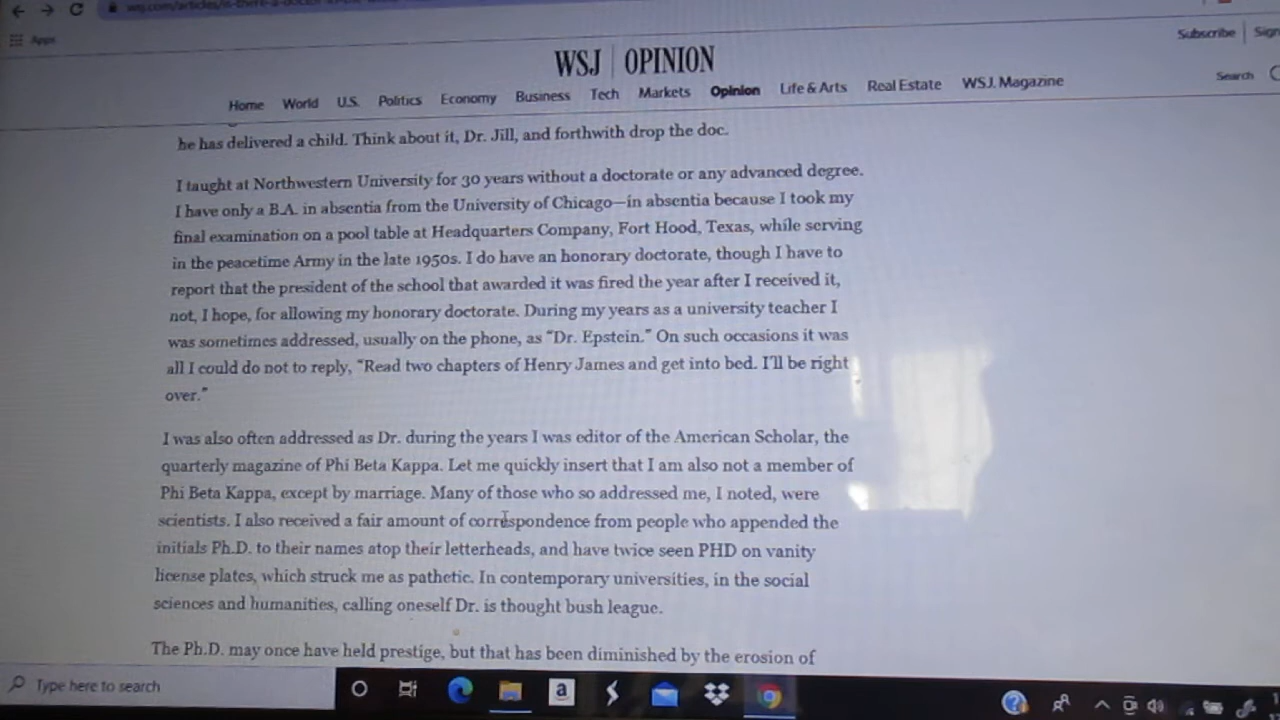 wsj.com/articles/is-there-a-doctor-in-the
Apps
Subscribe
WSJ | OPINION
Search
Home World U.S. Politics Economy Business Tech Markets Opinion Life & Arts Real Estate WSJ. Magazine
he has delivered a child. Think about it, Dr. Jill, and forthwith drop the doc.
I taught at Northwestern University for 30 years without a doctorate or any advanced degree.
I have only a B.A. in absentia from the University of Chicago—in absentia because I took my
final examination on a pool table at Headquarters Company, Fort Hood, Texas, while serving
in the peacetime Army in the late 1950s. I do have an honorary doctorate, though I have to
report that the president of the school that awarded it was fired the year after I received it,
not, I hope, for allowing my honorary doctorate. During my years as a university teacher I
was sometimes addressed, usually on the phone, as “Dr. Epstein.” On such occasions it was
all I could do not to reply, “Read two chapters of Henry James and get into bed. I’ll be right
over.”
I was also often addressed as Dr. during the years I was editor of the American Scholar, the
quarterly magazine of Phi Beta Kappa. Let me quickly insert that I am also not a member of
Phi Beta Kappa, except by marriage. Many of those who so addressed me, I noted, were
scientists. I also received a fair amount of correspondence from people who appended the
initials Ph.D. to their names atop their letterheads, and have twice seen PHD on vanity
license plates, which struck me as pathetic. In contemporary universities, in the social
sciences and humanities, calling oneself Dr. is thought bush league.
The Ph.D. may once have held prestige, but that has been diminished by the erosion of
Type here to search
a